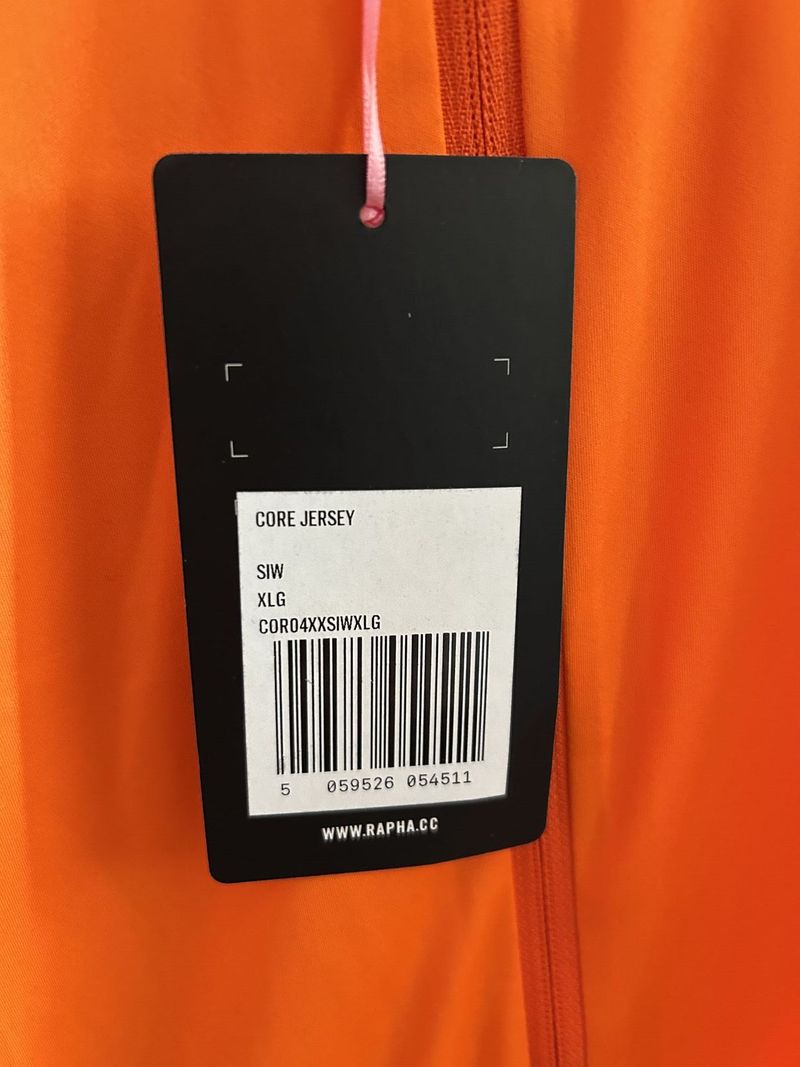 CORE JERSEY
SIW
XLG
COR04XXSIWXLG
5 059526 054511
WWW.RAPHA.CC